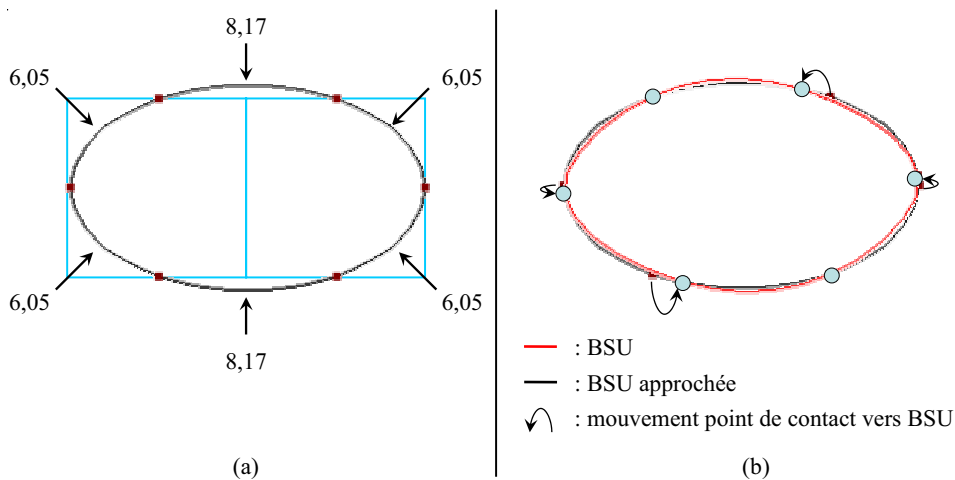 8,17
6,05
6,05
6,05
6,05
8,17
: BSU
: BSU approchée
: mouvement point de contact vers BSU
(a)
(b)